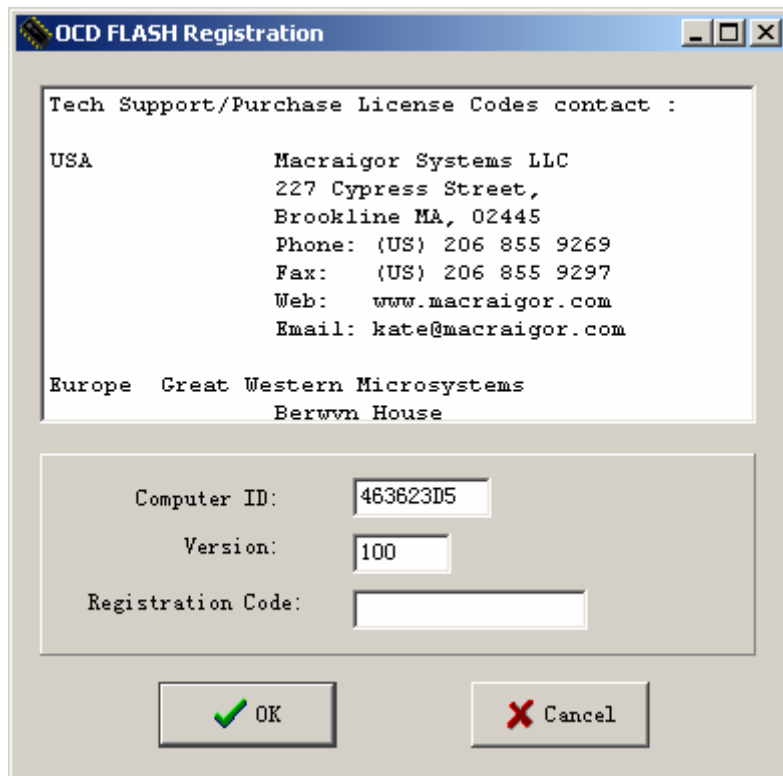 OCD FLASH Registration
Tech Support/Purchase License Codes contact :
USA Macraigor Systems LLC
227 Cypress Street,
Brookline MA, 02445
Phone: (US) 206 855 9269
Fax: (US) 206 855 9297
Web: www.macraigor.com
Email: kate@macraigor.com
Europe Great Western Microsystems
Berwyn House
Computer ID: 463623D5
Version: 100
Registration Code:
OK Cancel